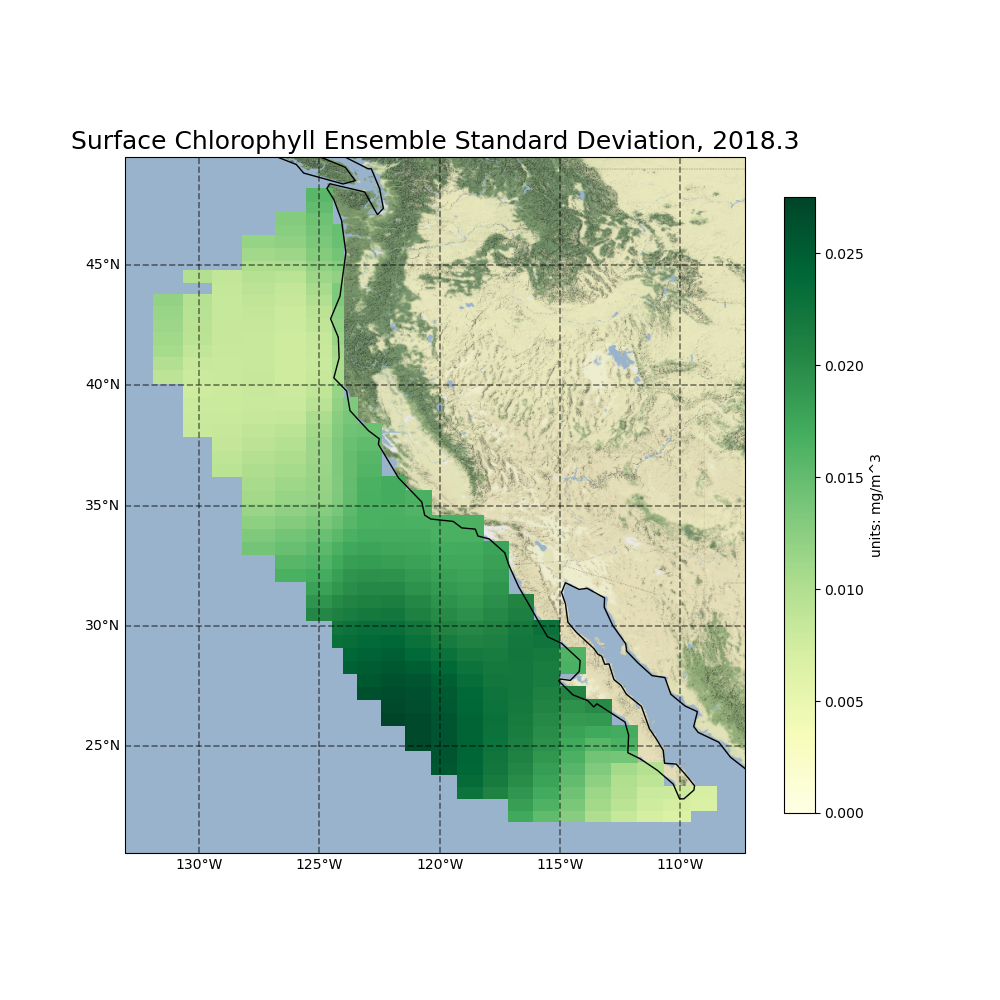 Surface Chlorophyll Ensemble Standard Deviation, 2018.3
45°N
40°N
35°N
30°N
25°N
130°W
125°W
120°W
115°W
110°W
0.025
0.020
0.015
0.010
0.005
0.000
units: mg/m^3